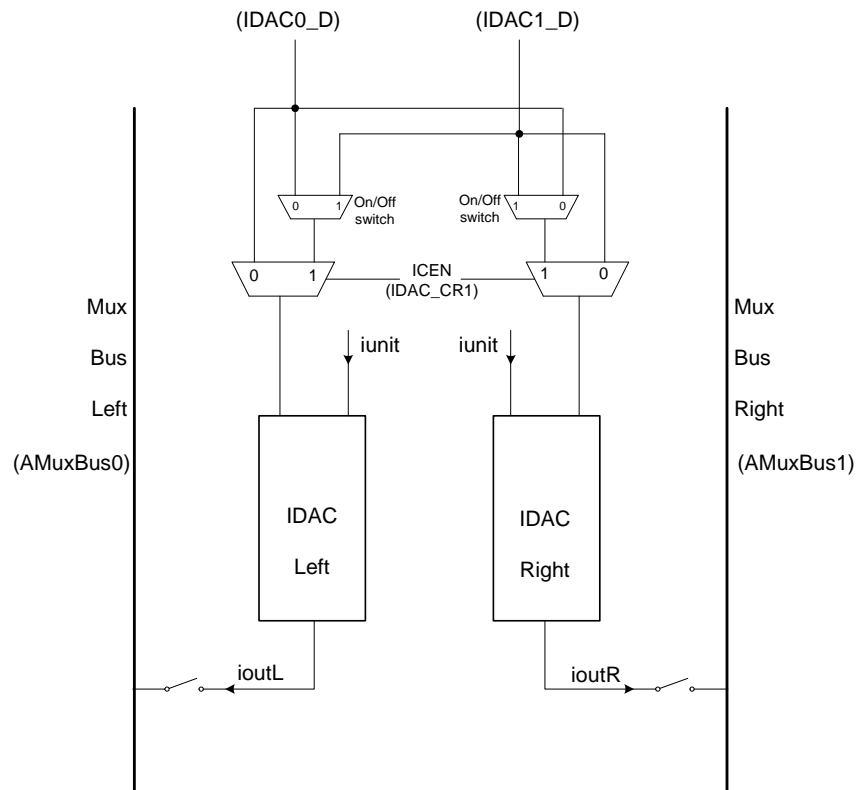 (IDAC0_D)
(IDAC1_D)
0
1
On/Off
switch
On/Off
switch
1
0
0
1
ICEN
(IDAC_CR1)
1
0
Mux
Bus
Left
(AMuxBus0)
iunit
iunit
Mux
Bus
Right
(AMuxBus1)
IDAC
Left
IDAC
Right
ioutL
ioutR